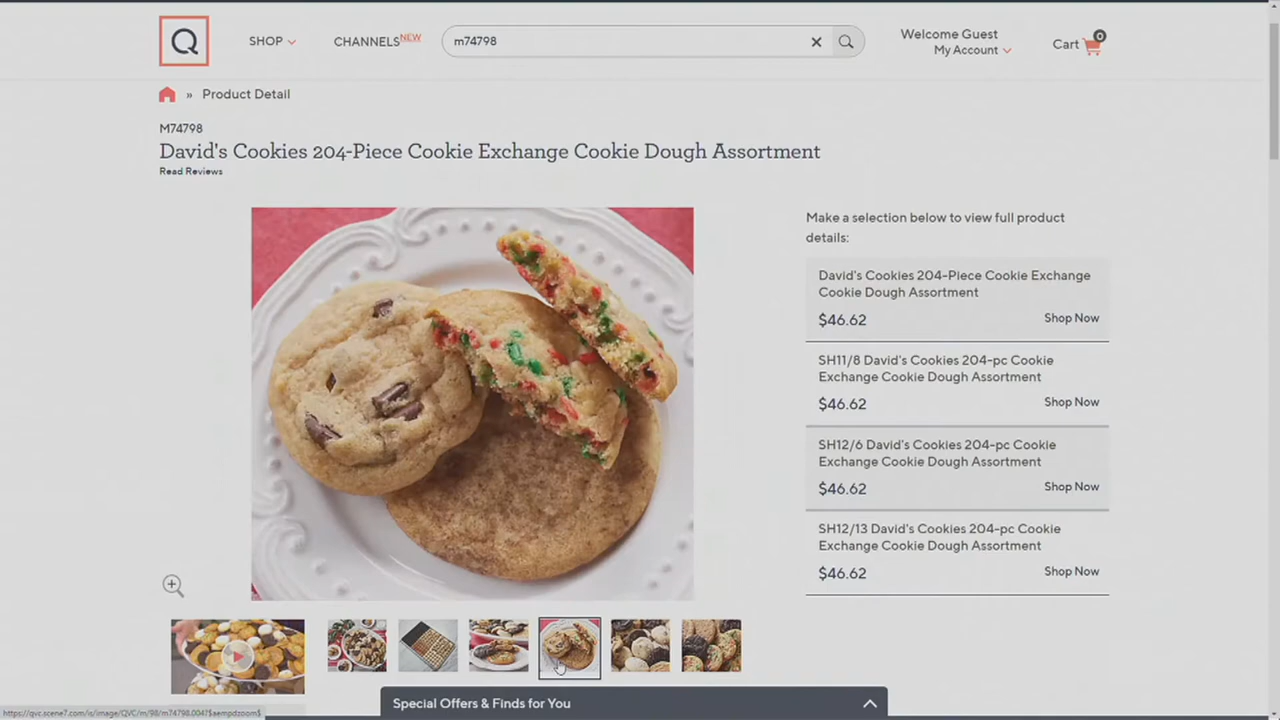 Q
SHOP
CHANNELS NEW
m74798
Welcome Guest
My Account
Cart 0
» Product Detail
M74798
David's Cookies 204-Piece Cookie Exchange Cookie Dough Assortment
Read Reviews
Make a selection below to view full product
details:
David's Cookies 204-Piece Cookie Exchange
Cookie Dough Assortment
$46.62 Shop Now
SH11/8 David's Cookies 204-pc Cookie
Exchange Cookie Dough Assortment
$46.62 Shop Now
SH12/6 David's Cookies 204-pc Cookie
Exchange Cookie Dough Assortment
$46.62 Shop Now
SH12/13 David's Cookies 204-pc Cookie
Exchange Cookie Dough Assortment
$46.62 Shop Now
Special Offers & Finds for You